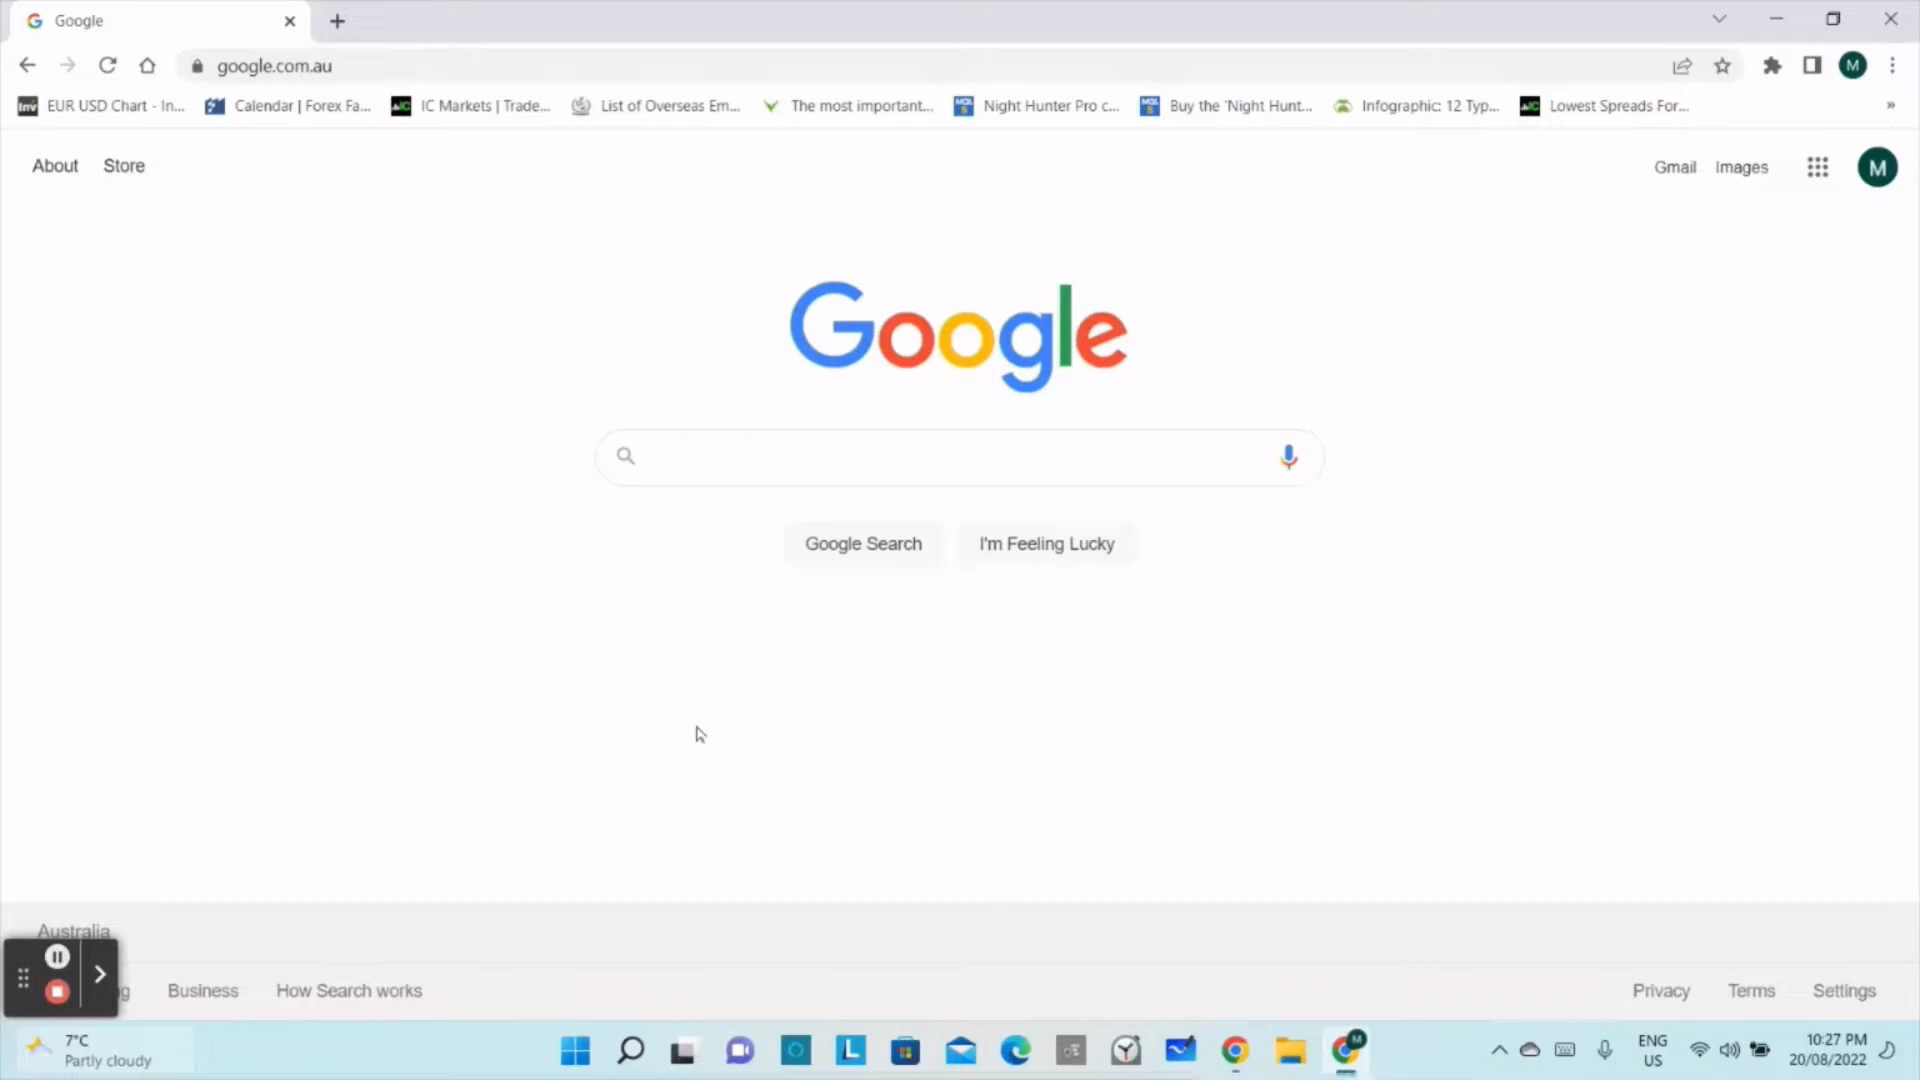 Google
google.com.au
EUR USD Chart - In...
Calendar | Forex Fa...
IC Markets | Trade...
List of Overseas Em...
The most important...
Night Hunter Pro c...
Buy the 'Night Hunt...
Infographic: 12 Typ...
Lowest Spreads For...
About
Store
Gmail
Images
M
M
Google
Google Search
I'm Feeling Lucky
Australia
Business
How Search works
Privacy
Terms
Settings
7°C
Partly cloudy
ENG
US
10:27 PM
20/08/2022